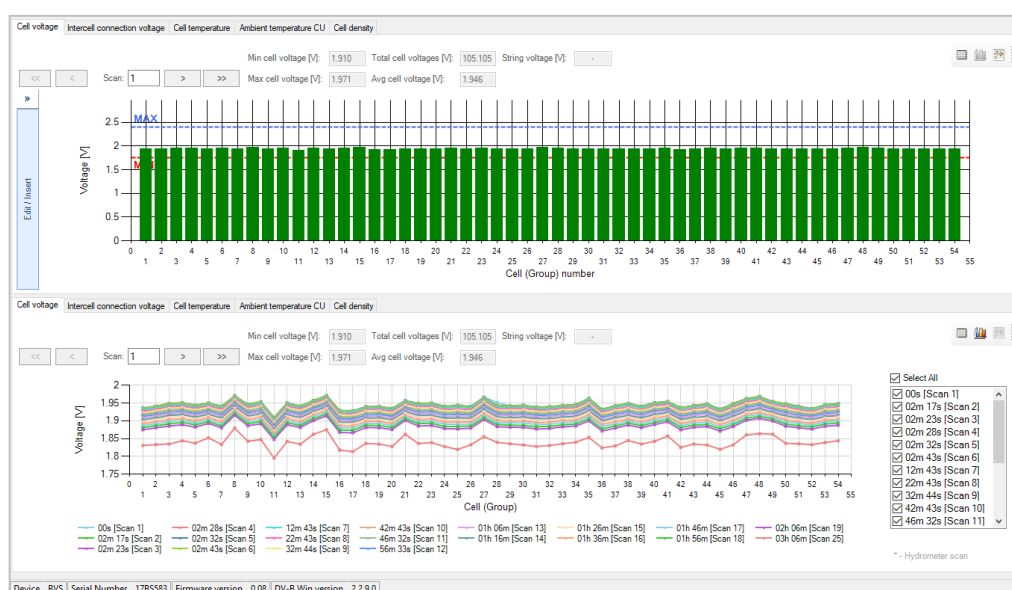 Cell voltage Intercell connection voltage Cell temperature Ambient temperature CU Cell density
Min cell voltage [V]: 1.910 Total cell voltages [V]: 105.105 String voltage [V]: -
<< < Scan: 1 > >> Max cell voltage [V]: 1.971 Avg cell voltage [V]: 1.946
»
Edit / Insert
Voltage [V]
MAX
2.5
2
1.5
1
0.5
0
0 2 4 6 8 10 12 14 16 18 20 22 24 26 28 30 32 34 36 38 40 42 44 46 48 50 52 54
1 3 5 7 9 11 13 15 17 19 21 23 25 27 29 31 33 35 37 39 41 43 45 47 49 51 53 55
Cell (Group) number
Cell voltage Intercell connection voltage Cell temperature Ambient temperature CU Cell density
Min cell voltage [V]: 1.910 Total cell voltages [V]: 105.105 String voltage [V]: -
<< < Scan: 1 > >> Max cell voltage [V]: 1.971 Avg cell voltage [V]: 1.946
Voltage [V]
2
1.95
1.9
1.85
1.8
1.75
0 2 4 6 8 10 12 14 16 18 20 22 24 26 28 30 32 34 36 38 40 42 44 46 48 50 52 54
1 3 5 7 9 11 13 15 17 19 21 23 25 27 29 31 33 35 37 39 41 43 45 47 49 51 53 55
Cell (Group)
Select All
00s [Scan 1]
02m 17s [Scan 2]
02m 23s [Scan 3]
02m 28s [Scan 4]
02m 32s [Scan 5]
02m 43s [Scan 6]
12m 43s [Scan 7]
22m 43s [Scan 8]
32m 44s [Scan 9]
42m 43s [Scan 10]
46m 32s [Scan 11]
00s [Scan 1] 02m 28s [Scan 4] 12m 43s [Scan 7] 42m 43s [Scan 10] 01h 06m [Scan 13] 01h 26m [Scan 15] 01h 46m [Scan 17] 02h 06m [Scan 19]
02m 17s [Scan 2] 02m 32s [Scan 5] 22m 43s [Scan 8] 46m 32s [Scan 11] 01h 16m [Scan 14] 01h 36m [Scan 16] 01h 56m [Scan 18] 03h 06m [Scan 25]
02m 23s [Scan 3] 02m 43s [Scan 6] 32m 44s [Scan 9] 56m 33s [Scan 12]
* - Hydrometer scan
Device BVS Serial Number 17BS583 Firmware version 0.08 DV-B Win version 2.2.9.0